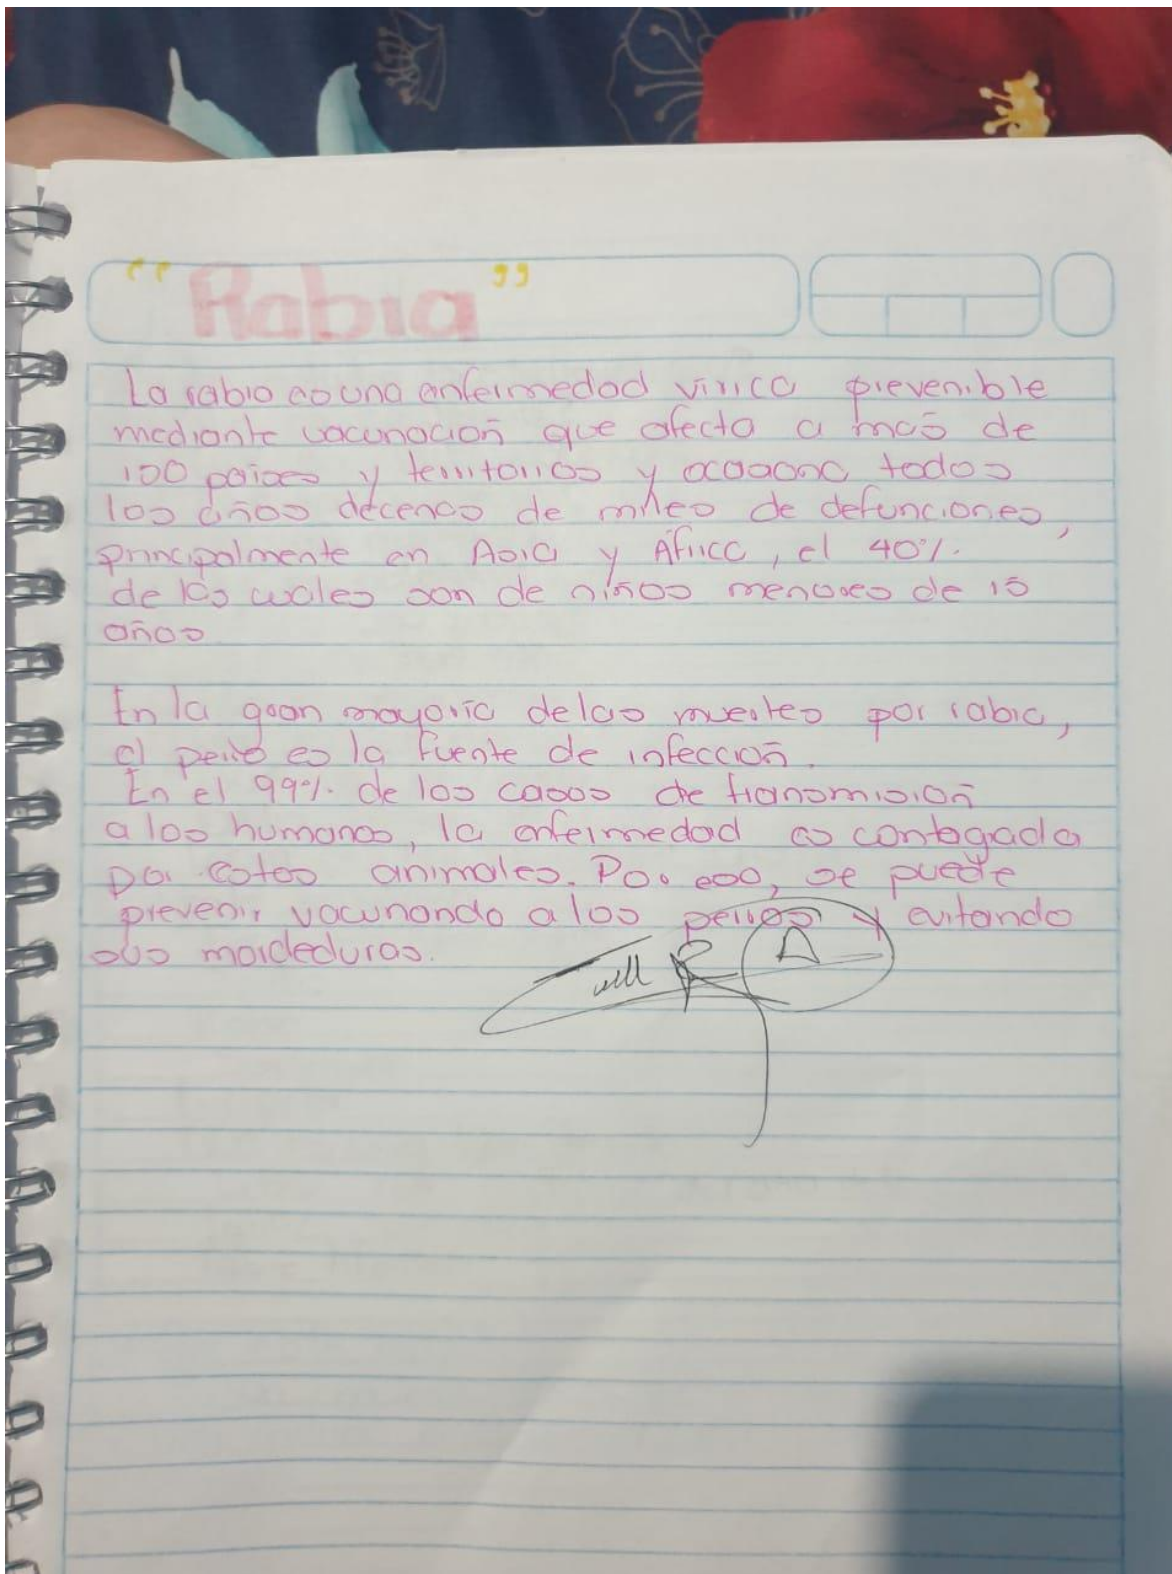 "Rabia"
La rabia es una enfermedad vírica prevenible
mediante vacunación que afecta a más de
100 paises y territorios y ocasiona todos
los años decenas de miles de defunciones,
principalmente en Asia y África, el 40%
de las cuales son de niños menores de 15
años
En la gran mayoría de las muertes por rabia,
el perro es la fuente de infección.
En el 99% de los casos de transmisión
a los humanos, la enfermedad es contagiada
por estos animales. Por eso, se puede
prevenir vacunando a los perros y evitando
sus mordeduras.
A